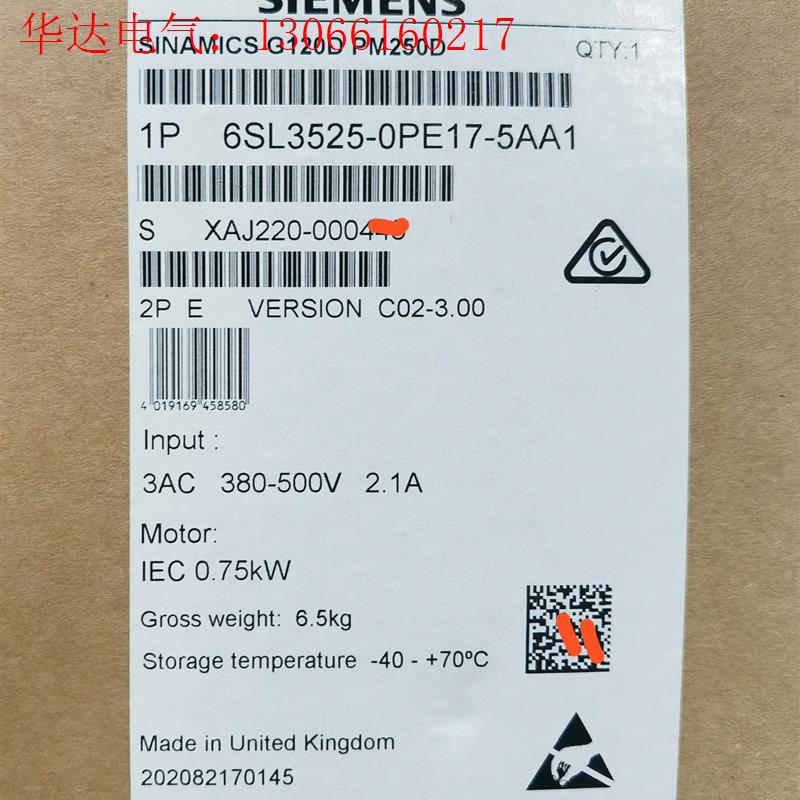 SIEMENS
华达电气：13066160217
SINAMICS G120D PM250D QTY:1
1P 6SL3525-0PE17-5AA1
S XAJ220-000
2P E VERSION C02-3.00
4 019169 458580
Input :
3AC 380-500V 2.1A
Motor:
IEC 0.75kW
Gross weight: 6.5kg
Storage temperature -40 - +70ºC
Made in United Kingdom
202082170145